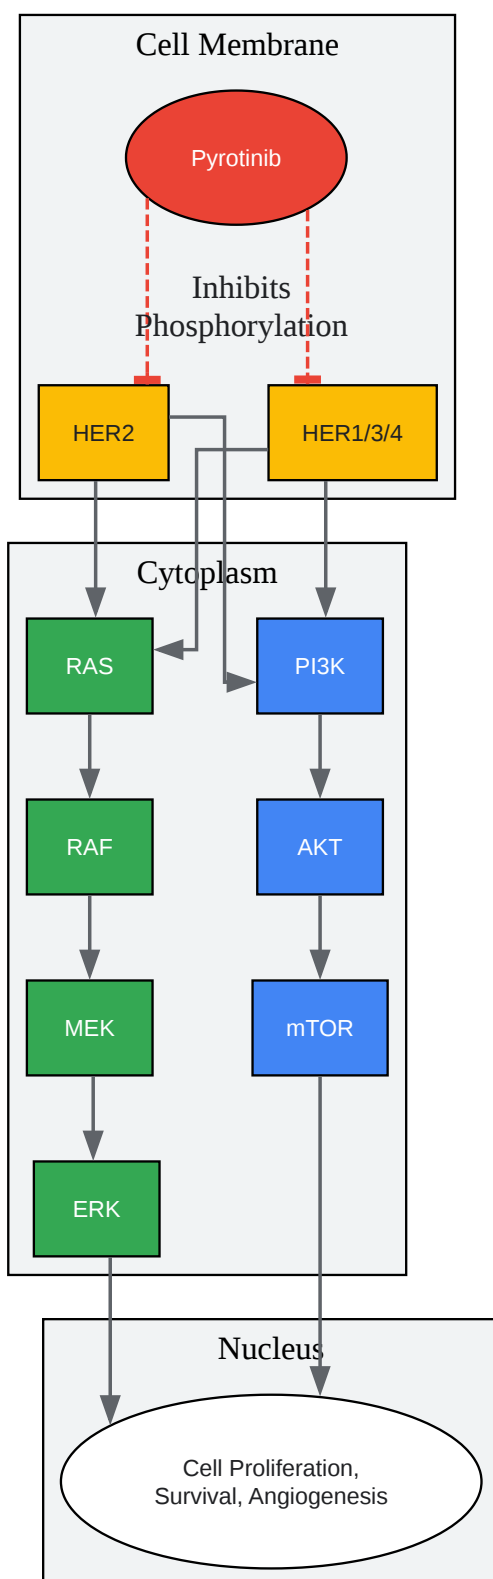 Cell Membrane
Pyrotinib
Inhibits
Phosphorylation
HER2
HER1/3/4
Cytoplasm
RAS
PI3K
RAF
AKT
MEK
mTOR
ERK
Nucleus
Cell Proliferation,
Survival, Angiogenesis